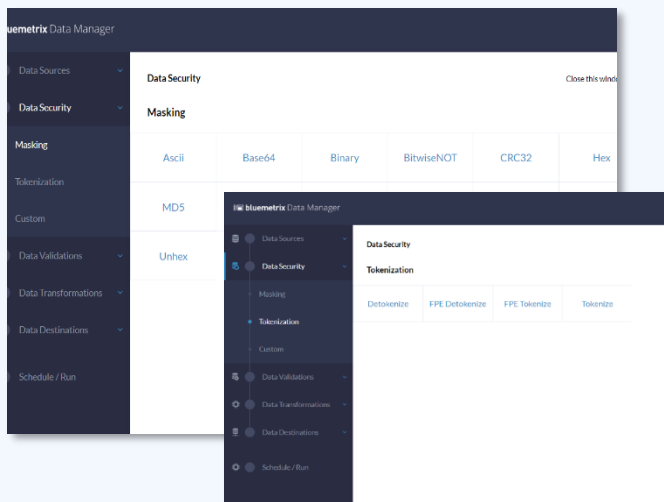 uemetrix Data Manager
Data Sources
Data Security
Masking
Tokenization
Custom
Data Validations
Data Transformations
Data Destinations
Schedule / Run
Data Security
Close this windo
Masking
Ascii Base64 Binary BitwiseNOT CRC32 Hex
MD5
Unhex
bluemetrix Data Manager
Data Sources
Data Security
Masking
Tokenization
Custom
Data Validations
Data Transformations
Data Destinations
Schedule / Run
Data Security
Tokenization
Detokenize FPE Detokenize FPE Tokenize Tokenize